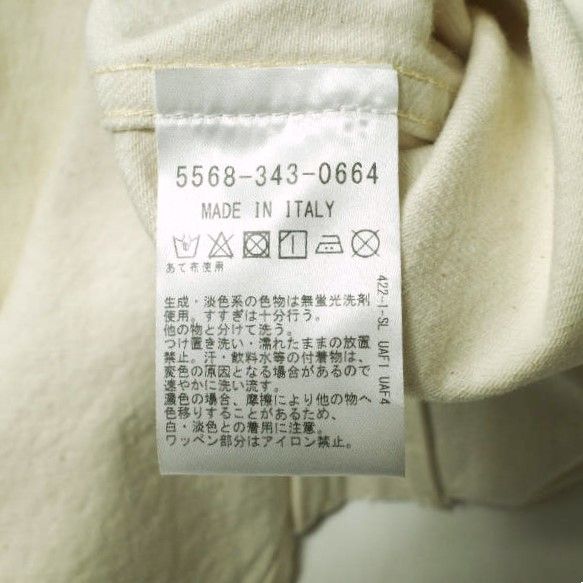 5568-343-0664
MADE IN ITALY
あて布使用
生成・淡色系の色物は無蛍光洗剤
使用。すすぎは十分行う。
他の物と分けて洗う。
つけ置き洗い・濡れたままの放置
禁止。汗・飲料水等の付着物は、
変色の原因となる場合があるので
速やかに洗い流す。
濃色の場合、摩擦により他の物へ
色移りすることがあるため、
白・淡色との着用に注意。
ワッペン部分はアイロン禁止。
422-1-SL UAF1 UAF4